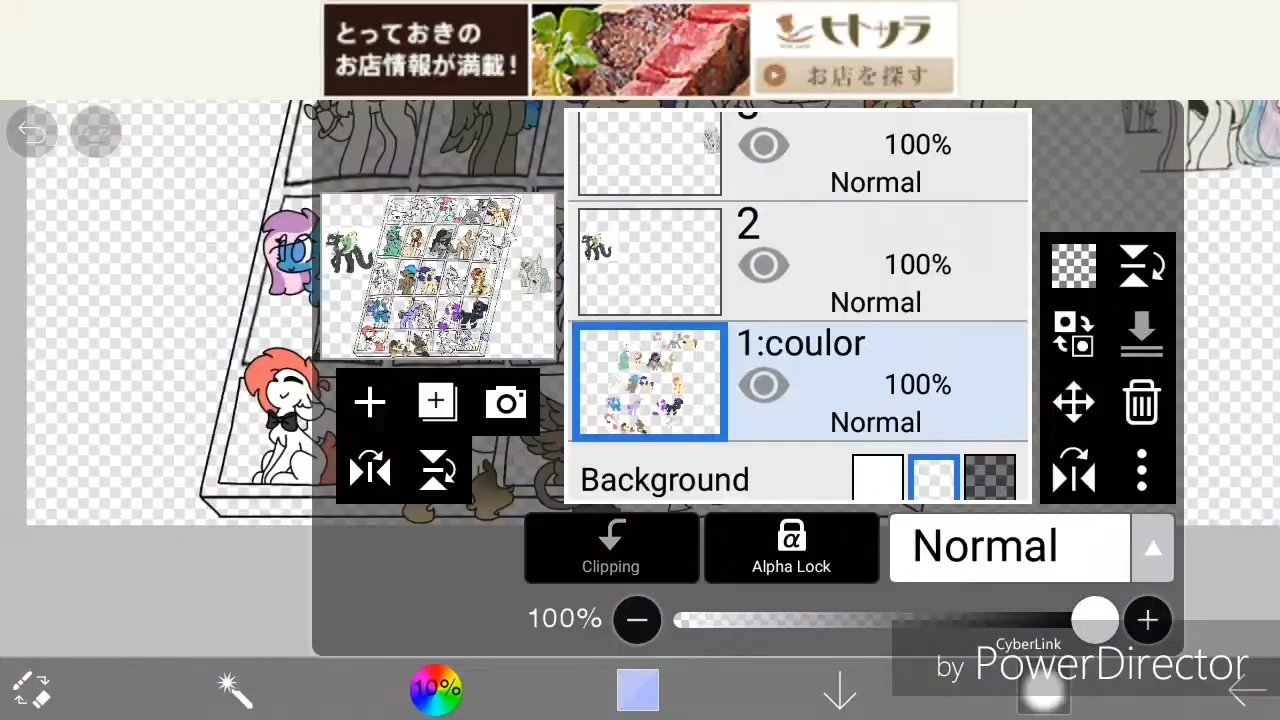 とっておきの
お店情報が満載!
ヒトサラ
お店を探す
100%
Normal
2
100%
Normal
1:coulor
100%
Normal
Background
Clipping
α
Alpha Lock
Normal
100%
CyberLink
by PowerDirector
10%